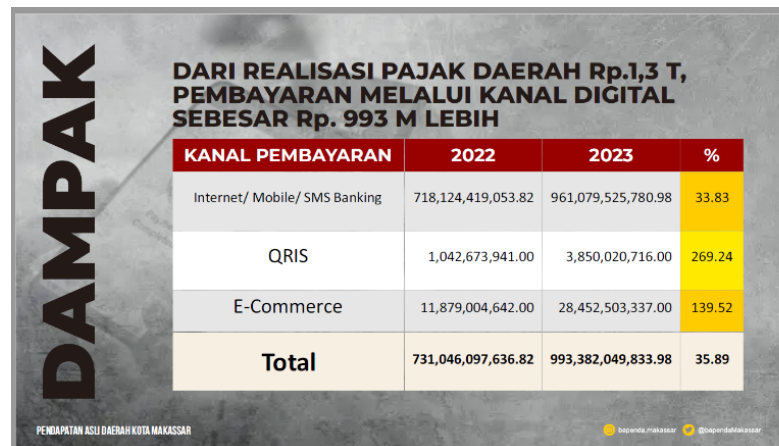 DAMPAK
DARI REALISASI PAJAK DAERAH Rp.1,3 T,
PEMBAYARAN MELALUI KANAL DIGITAL
SEBESAR Rp. 993 M LEBIH
KANAL PEMBAYARAN 2022 2023 %
Internet/ Mobile/ SMS Banking 718,124,419,053.82 961,079,525,780.98 33.83
QRIS 1,042,673,941.00 3,850,020,716.00 269.24
E-Commerce 11,879,004,642.00 28,452,503,337.00 139.52
Total 731,046,097,636.82 993,382,049,833.98 35.89
PENDAPATAN ASLI DAERAH KOTA MAKASSAR
bapenda.makassar @bapendaMakassar